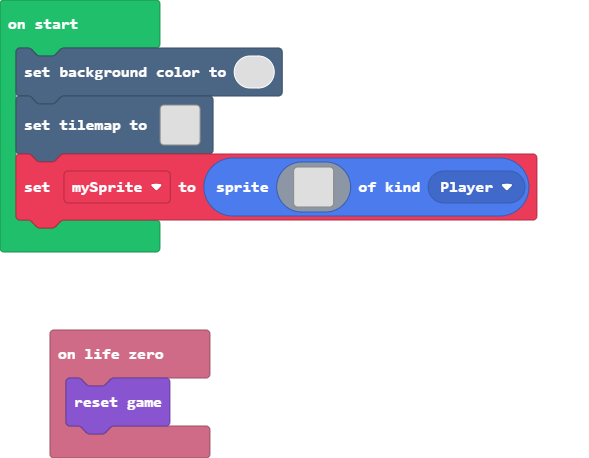 on start
set background color to
set tilemap to
set mySprite to sprite of kind Player
on life zero
reset game